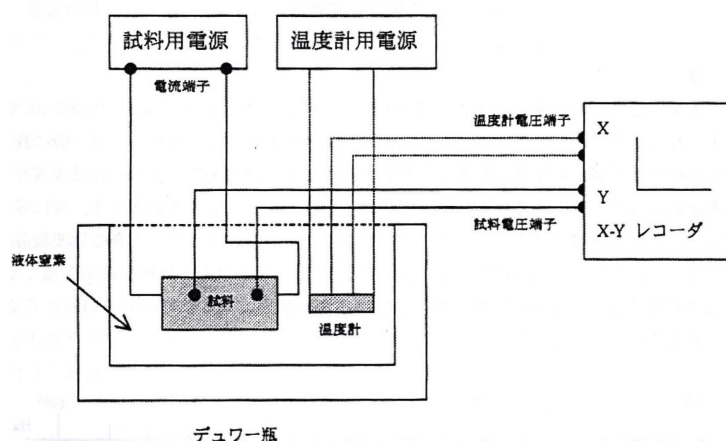 試料用電源
温度計用電源
電流端子
温度計電圧端子
X
Y
試料電圧端子
X-Y レコーダ
液体窒素
試料
温度計
デュワー瓶